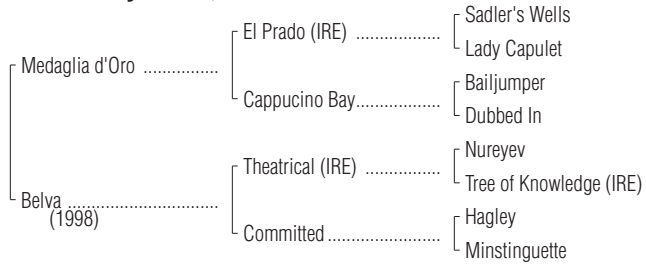 Sadler's Wells
El Prado (IRE) ..................
Lady Capulet
Medaglia d'Oro ................
Bailjumper
Cappucino Bay...................
Dubbed In
Nureyev
Theatrical (IRE) .................
Tree of Knowledge (IRE)
Belva ................................
(1998)
Hagley
Committed ........................
Minstinguette